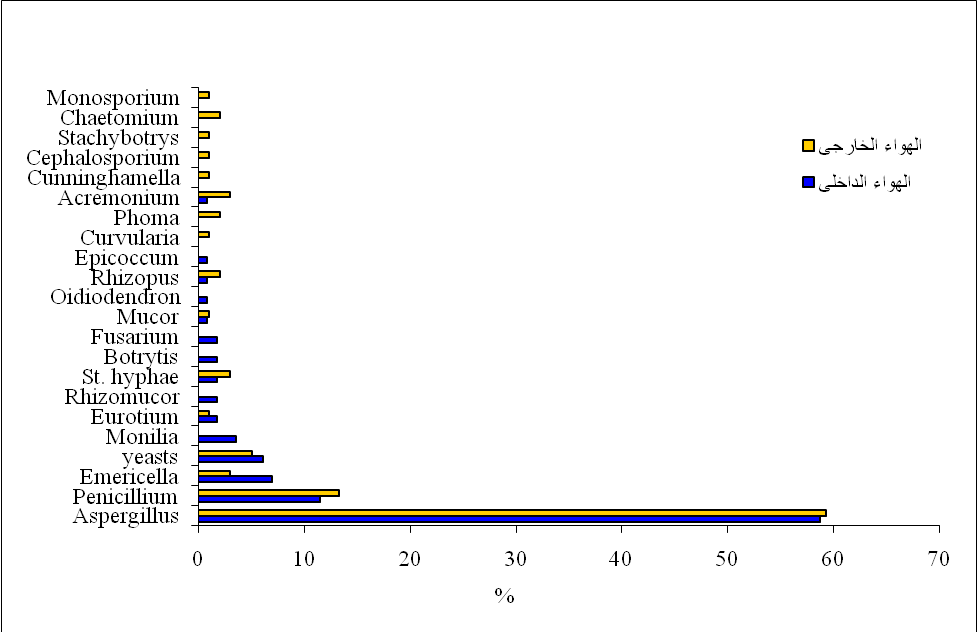 Monosporium
Chaetomium
Stachybotrys
Cephalosporium
Cunninghamella
Acremonium
Phoma
Curvularia
Epicoccum
Rhizopus
Oidiodendron
Mucor
Fusarium
Botrytis
St. hyphae
Rhizomucor
Eurotium
Monilia
yeasts
Emericella
Penicillium
Aspergillus
الهواء الخارجى
الهواء الداخلى
0 10 20 30 40 50 60 70
%